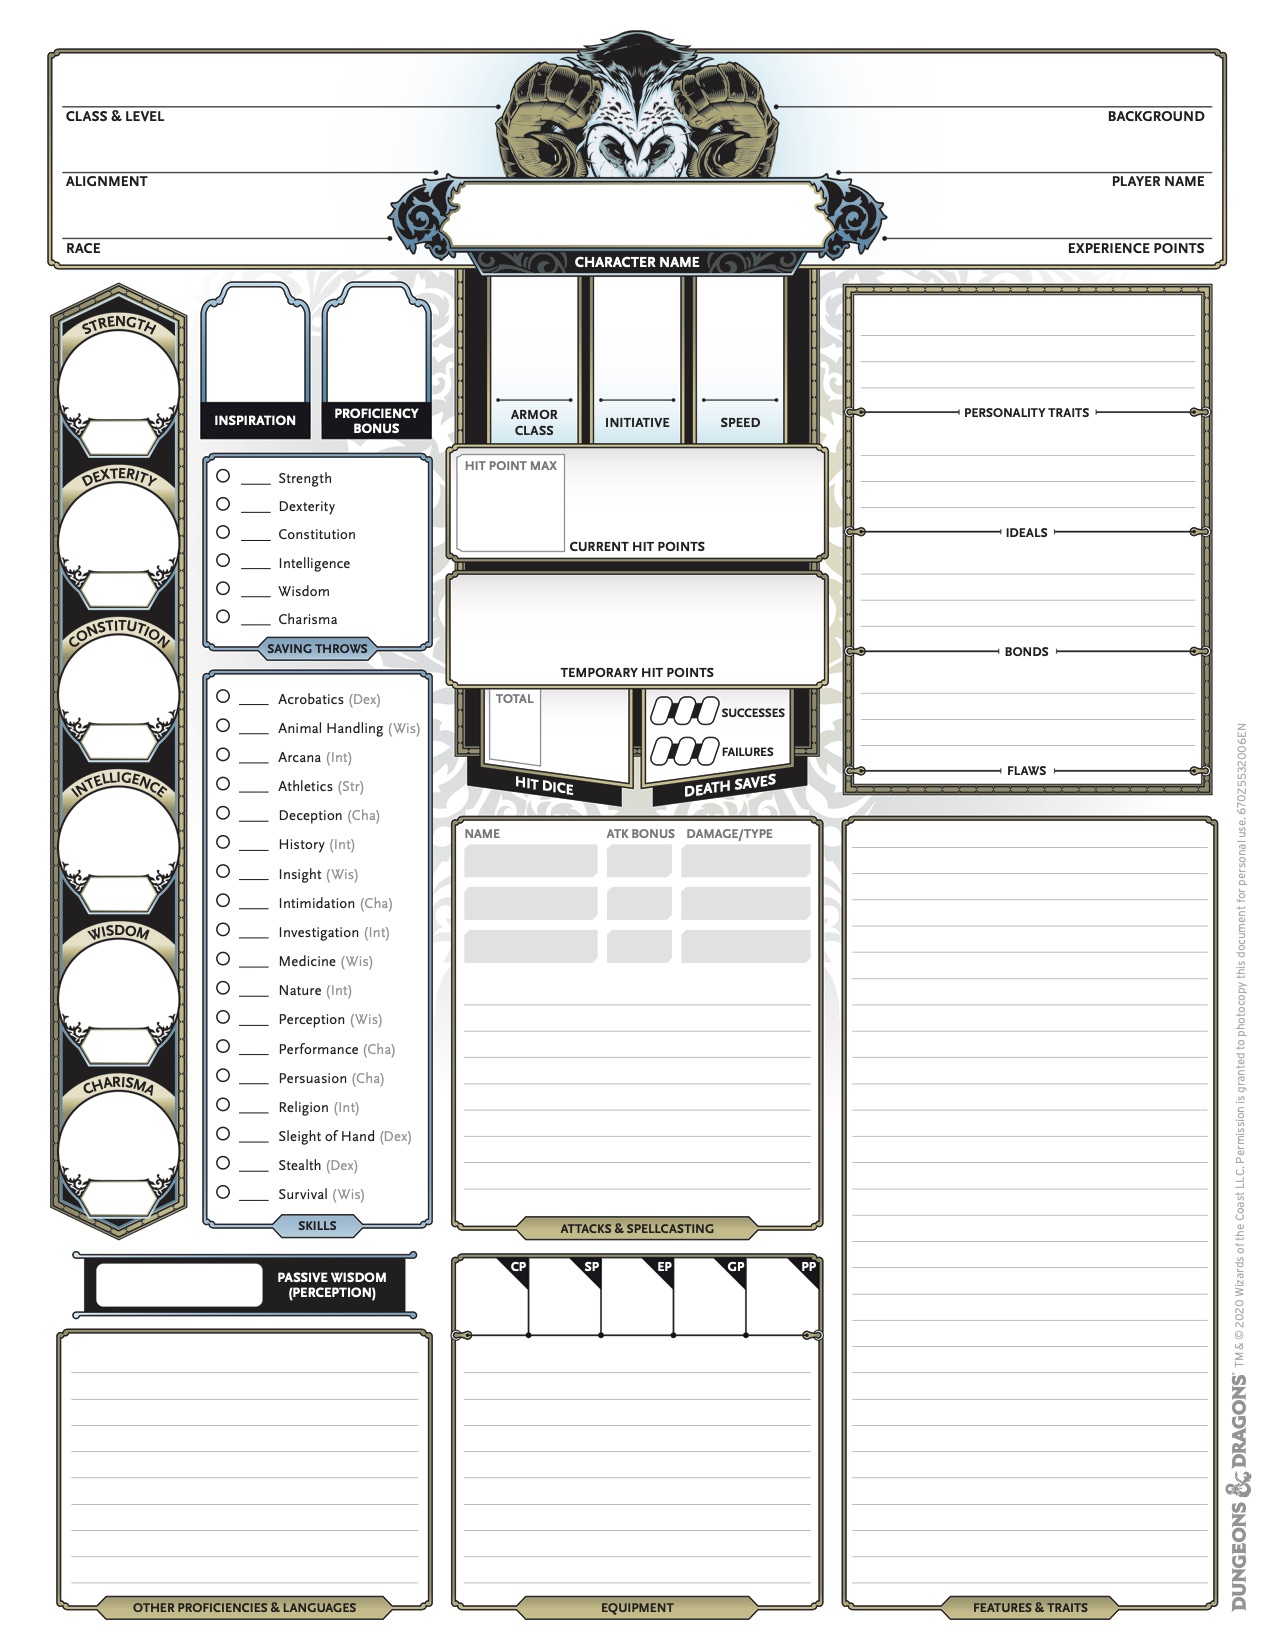 CLASS & LEVEL
BACKGROUND
ALIGNMENT
PLAYER NAME
RACE
EXPERIENCE POINTS
CHARACTER NAME
STRENGTH
DEXTERITY
CONSTITUTION
INTELLIGENCE
WISDOM
CHARISMA
INSPIRATION
PROFICIENCY
BONUS
Strength
Dexterity
Constitution
Intelligence
Wisdom
Charisma
SAVING THROWS
Acrobatics (Dex)
Animal Handling (Wis)
Arcana (Int)
Athletics (Str)
Deception (Cha)
History (Int)
Insight (Wis)
Intimidation (Cha)
Investigation (Int)
Medicine (Wis)
Nature (Int)
Perception (Wis)
Performance (Cha)
Persuasion (Cha)
Religion (Int)
Sleight of Hand (Dex)
Stealth (Dex)
Survival (Wis)
SKILLS
PASSIVE WISDOM
(PERCEPTION)
OTHER PROFICIENCIES & LANGUAGES
ARMOR
CLASS
INITIATIVE
SPEED
HIT POINT MAX
CURRENT HIT POINTS
TEMPORARY HIT POINTS
TOTAL
HIT DICE
SUCCESSES
FAILURES
DEATH SAVES
NAME ATK BONUS DAMAGE/TYPE
ATTACKS & SPELLCASTING
CP SP EP GP PP
EQUIPMENT
PERSONALITY TRAITS
IDEALS
BONDS
FLAWS
FEATURES & TRAITS
DUNGEONS & DRAGONS TM & © 2020 Wizards of the Coast LLC. Permission is granted to photocopy this document for personal use. 670Z5532006EN